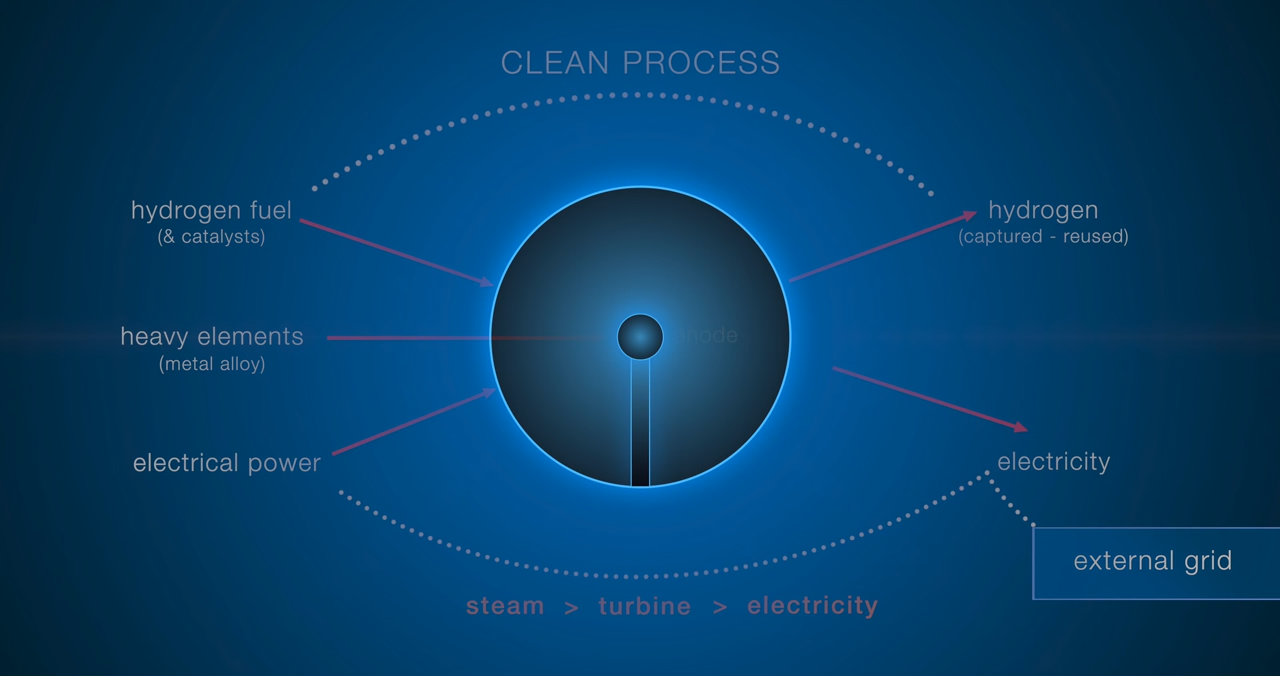 CLEAN PROCESS
hydrogen fuel
(& catalysts)
hydrogen
(captured - reused)
heavy elements
(metal alloy)
electrical power
electricity
external grid
steam > turbine > electricity